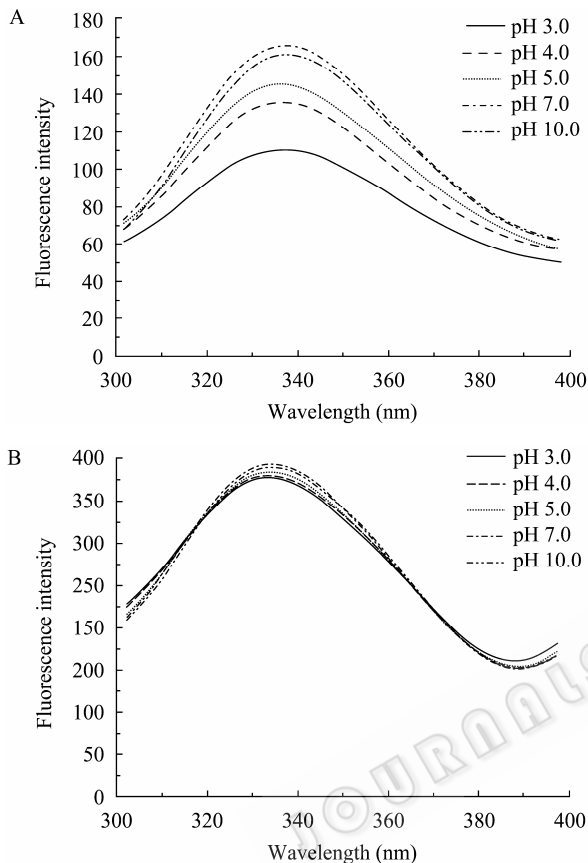 A
180
160
140
120
100
80
60
40
20
0
Fluorescence intensity
300 320 340 360 380 400
Wavelength (nm)
pH 3.0
pH 4.0
pH 5.0
pH 7.0
pH 10.0
B
400
350
300
250
150
200
100
50
0
Fluorescence intensity
300 320 340 360 380 400
Wavelength (nm)
pH 3.0
pH 4.0
pH 5.0
pH 7.0
pH 10.0
JOURNALS